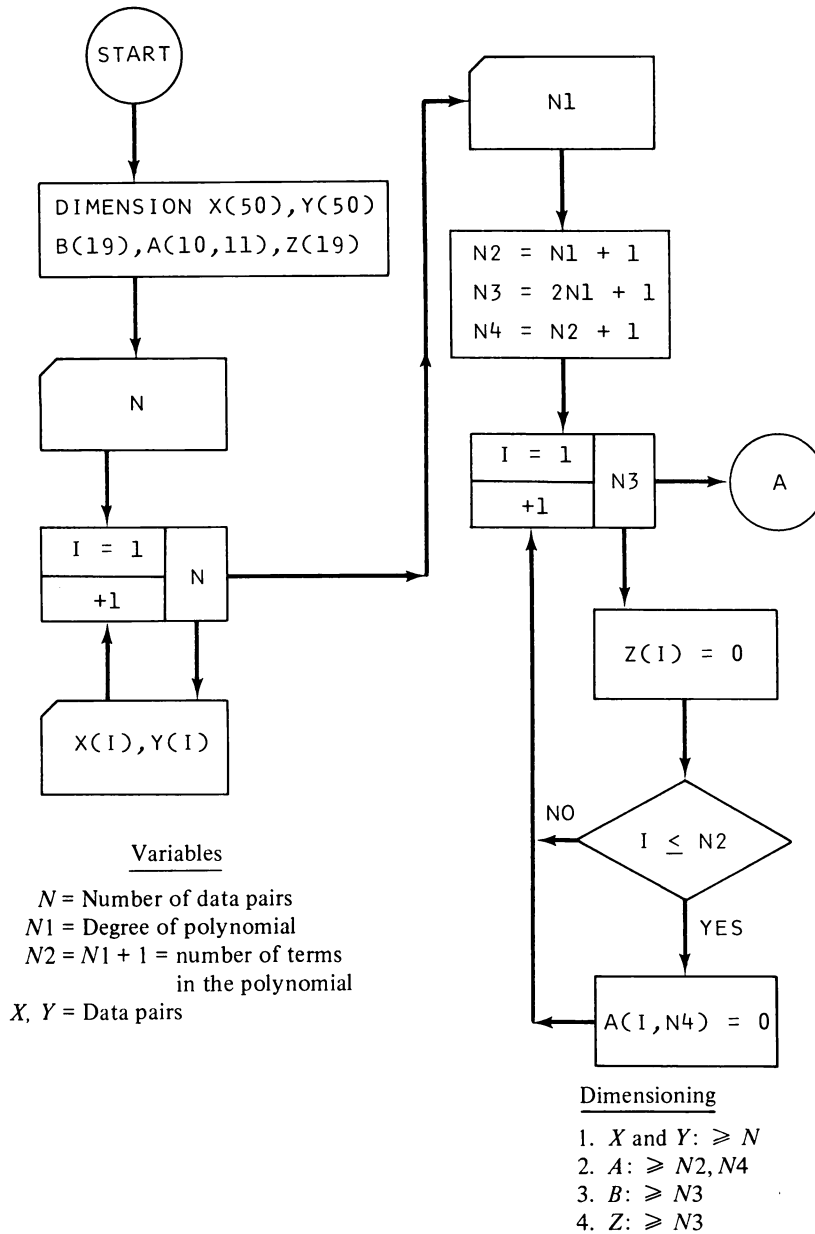 START
DIMENSION X(50),Y(50)
B(19),A(10,11),Z(19)
N
I = 1
+1
N
X(I),Y(I)
Variables
N = Number of data pairs
N1 = Degree of polynomial
N2 = N1 + 1 = number of terms
in the polynomial
X, Y = Data pairs
N1
N2 = N1 + 1
N3 = 2N1 + 1
N4 = N2 + 1
I = 1
+1
N3
A
Z(I) = 0
NO
I ≤ N2
YES
A(I,N4) = 0
Dimensioning
1. X and Y: ⩾ N
2. A: ⩾ N2, N4
3. B: ⩾ N3
4. Z: ⩾ N3